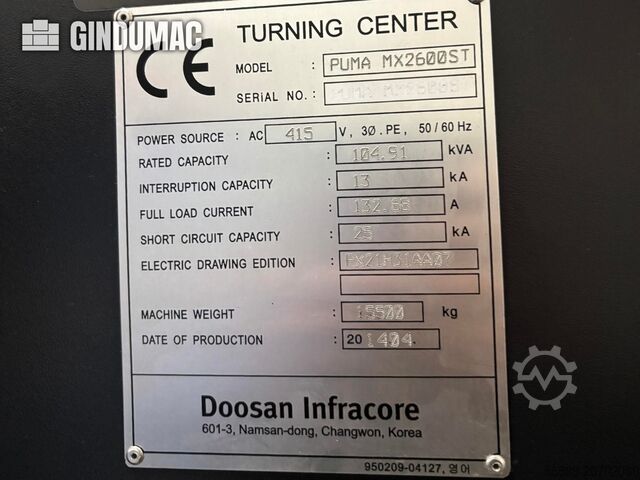 GINDUMAC
CE
TURNING CENTER
MODEL : PUMA MX2600ST
SERIAL NO. :
POWER SOURCE : AC 415 V, 3Ø.PE, 50/60 Hz
RATED CAPACITY : 104.91 kVA
INTERRUPTION CAPACITY : 13 kA
FULL LOAD CURRENT : 132.68 A
SHORT CIRCUIT CAPACITY : 25 kA
ELECTRIC DRAWING EDITION :
MACHINE WEIGHT : 15500 kg
DATE OF PRODUCTION : 201404.
Doosan Infracore
601-3, Namsan-dong, Changwon, Korea
950209-04127, 영어